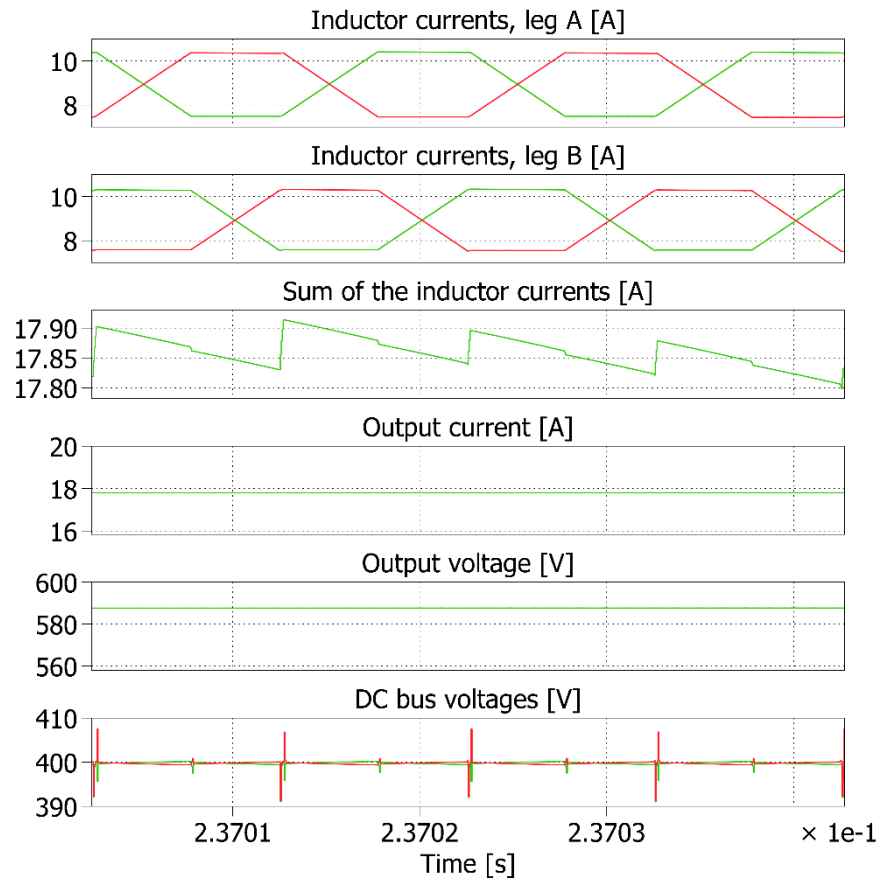 Inductor currents, leg A [A]
10
8
Inductor currents, leg B [A]
10
8
Sum of the inductor currents [A]
17.90
17.85
17.80
Output current [A]
20
18
16
Output voltage [V]
600
580
560
DC bus voltages [V]
410
400
390
2.3701 2.3702 2.3703 × 1e-1
Time [s]